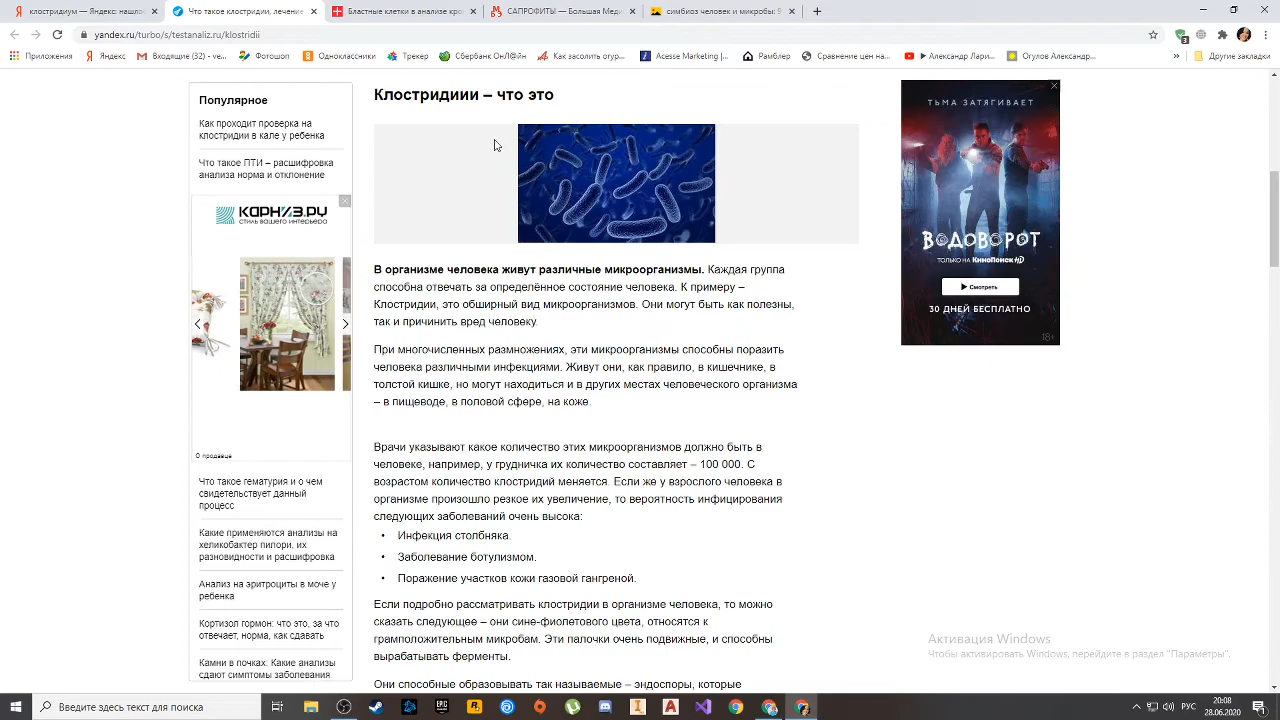 клостридиум — Яндекс нашлос
Что такое клостридии, лечени
Бластные клетки в анализе кро
САПРОФИТЫ — Большая Меди
симбиоз человек и микробы: 9
yandex.ru/turbo/s/testanaliz.ru/klostridii
3
Приложения
Яндекс
Входящие (32) - ve.
Фотошоп
Одноклассники
Трекер
Сбербанк ОнЛ@йн
Как засолить огур...
Acesse Marketing |...
Рамблер
Сравнение цен на...
Александр Лари...
Огулов Александр...
»
Другие закладки
Популярное
Как проходит проверка на
клостридии в кале у ребенка
Что такое ПТИ – расшифровка
анализа норма и отклонение
КАРНИЗ.РУ
СТИЛЬ ВАШЕГО ИНТЕРЬЕРА
О продавце
Что такое гематурия и о чем
свидетельствует данный
процесс
Какие применяются анализы на
хеликобактер пилори, их
разновидности и расшифровка
Анализ на эритроциты в моче у
ребенка
Кортизол гормон: что это, за что
отвечает, норма, как сдавать
Камни в почках: Какие анализы
сдают симптомы заболевания
Клостридиии – что это
В организме человека живут различные микроорганизмы. Каждая группа
способна отвечать за определённое состояние человека. К примеру –
Клостридии, это обширный вид микроорганизмов. Они могут быть как полезны,
так и причинить вред человеку.
При многочисленных размножениях, эти микроорганизмы способны поразить
человека различными инфекциями. Живут они, как правило, в кишечнике, в
толстой кишке, но могут находиться и в других местах человеческого организма
– в пищеводе, в половой сфере, на коже.
Врачи указывают какое количество этих микроорганизмов должно быть в
человеке, например, у грудничка их количество составляет – 100 000. С
возрастом количество клостридий меняется. Если же у взрослого человека в
организме произошло резкое их увеличение, то вероятность инфицирования
следующих заболеваний очень высока:
• Инфекция столбняка.
• Заболевание ботулизмом.
• Поражение участков кожи газовой гангреной.
Если подробно рассматривать клостридии в организме человека, то можно
сказать следующее – они сине-фиолетового цвета, относятся к
грамположительным микробам. Эти палочки очень подвижные, и способны
вырабатывать ферменты.
Они способные образовывать так называемые – эндоспоры, которые
ТЬМА ЗАТЯГИВАЕТ
ВОДОВОРОТ
ТОЛЬКО НА КиноПоиск HD
Смотреть
30 ДНЕЙ БЕСПЛАТНО
18+
Активация Windows
Чтобы активировать Windows, перейдите в раздел "Параметры".
Введите здесь текст для поиска
EPIC
GAMES
R
I
A
РУС
20:08
28.06.2020